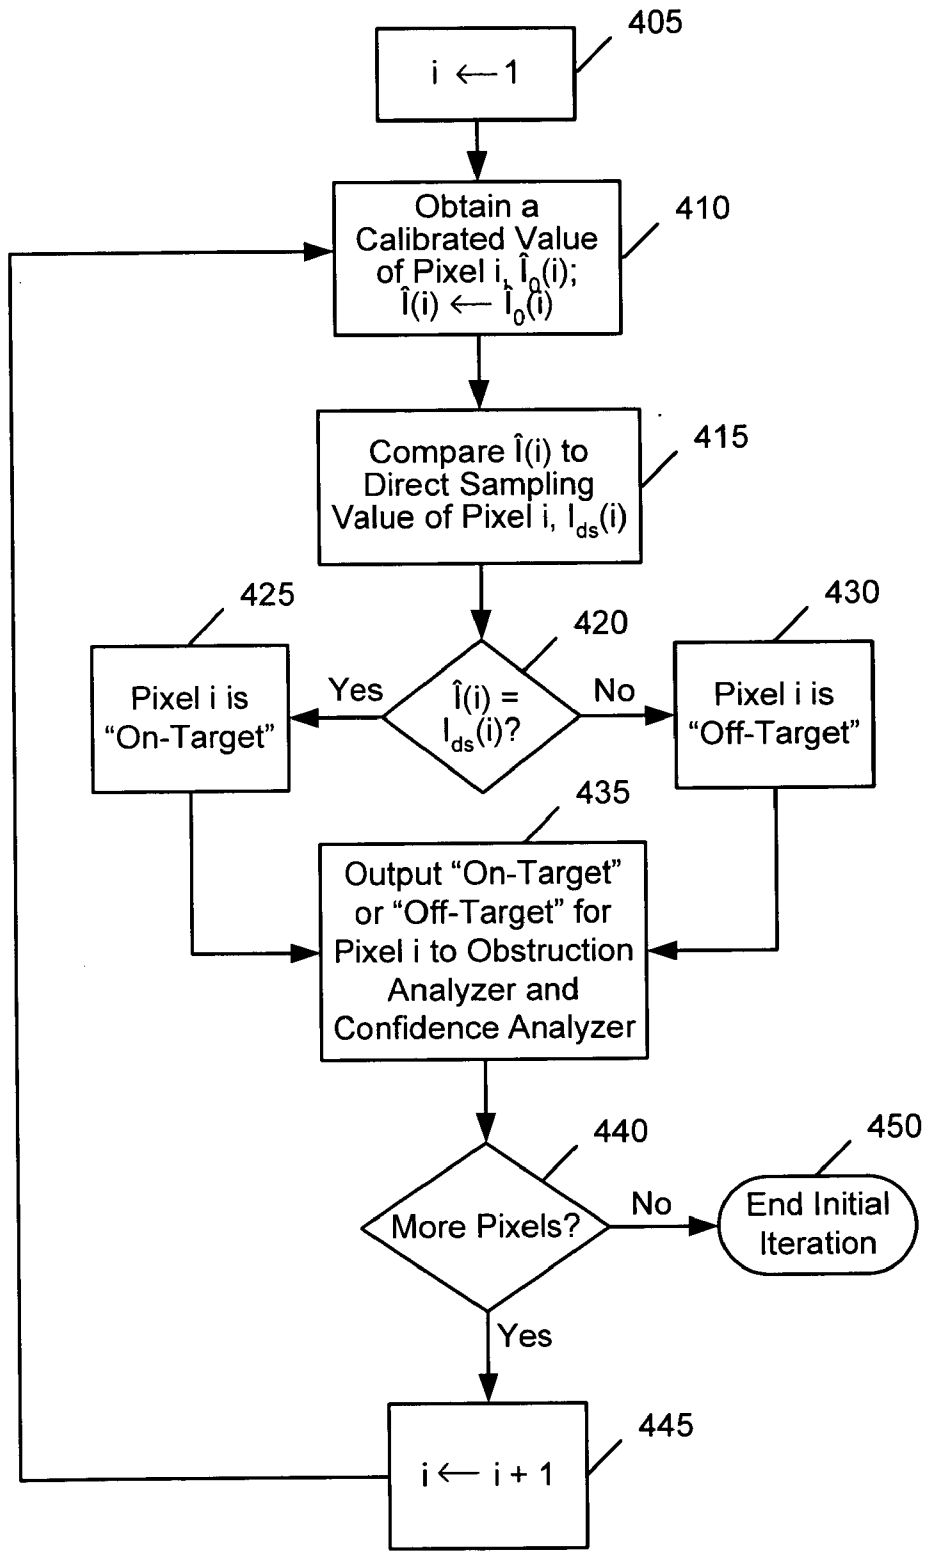 405
i ← 1
410
Obtain a
Calibrated Value
of Pixel i, Î₀(i);
Î(i) ← Î₀(i)
415
Compare Î(i) to
Direct Sampling
Value of Pixel i, I_ds(i)
420
Î(i) =
I_ds(i)?
Yes
No
425
Pixel i is
“On-Target”
430
Pixel i is
“Off-Target”
435
Output “On-Target”
or “Off-Target” for
Pixel i to Obstruction
Analyzer and
Confidence Analyzer
440
More Pixels?
No
450
End Initial
Iteration
Yes
445
i ← i + 1